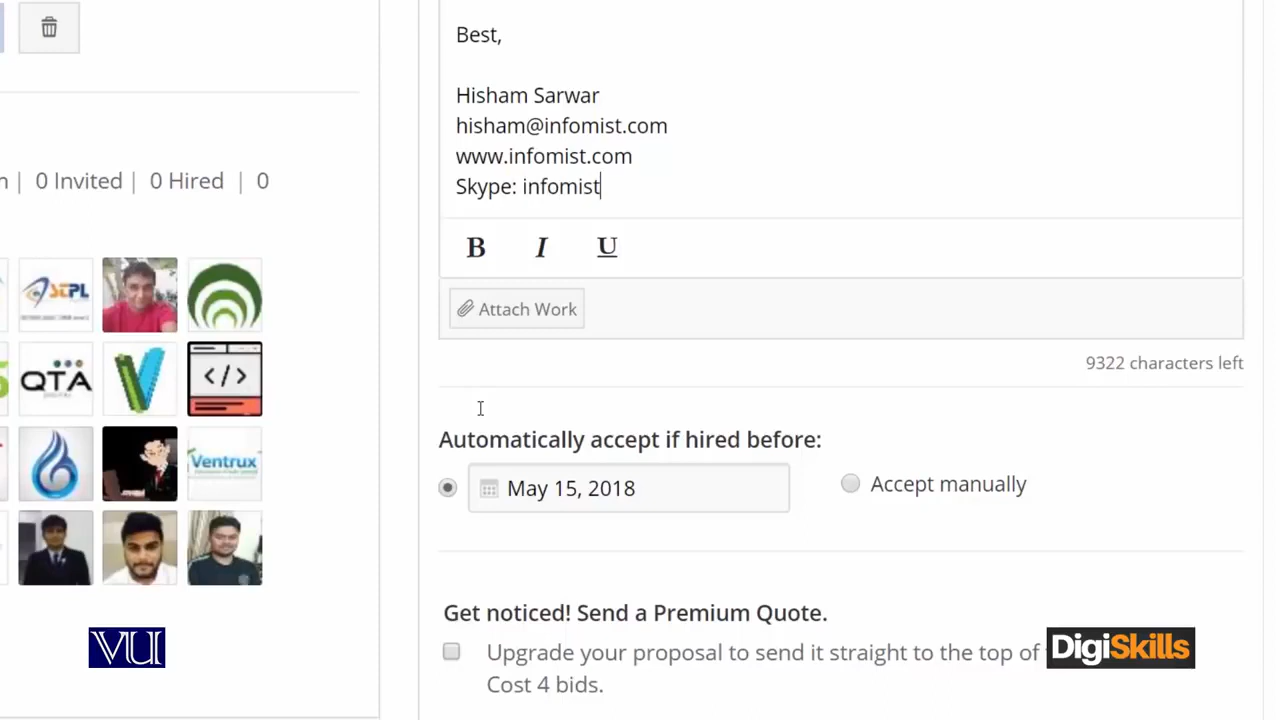 Best,
Hisham Sarwar
hisham@infomist.com
www.infomist.com
Skype: infomist
B I U
Attach Work
9322 characters left
| 0 Invited | 0 Hired | 0
STPL
QTA
</>
Ventrux
Automatically accept if hired before:
May 15, 2018
Accept manually
Get noticed! Send a Premium Quote.
Upgrade your proposal to send it straight to the top of
Cost 4 bids.
VU
DigiSkills